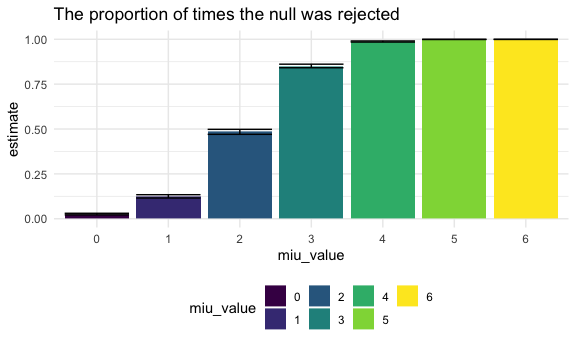 The proportion of times the null was rejected
1.00
0.75
0.50
0.25
0.00
estimate
0 1 2 3 4 5 6
miu_value
miu_value
0 2 4 6
1 3 5